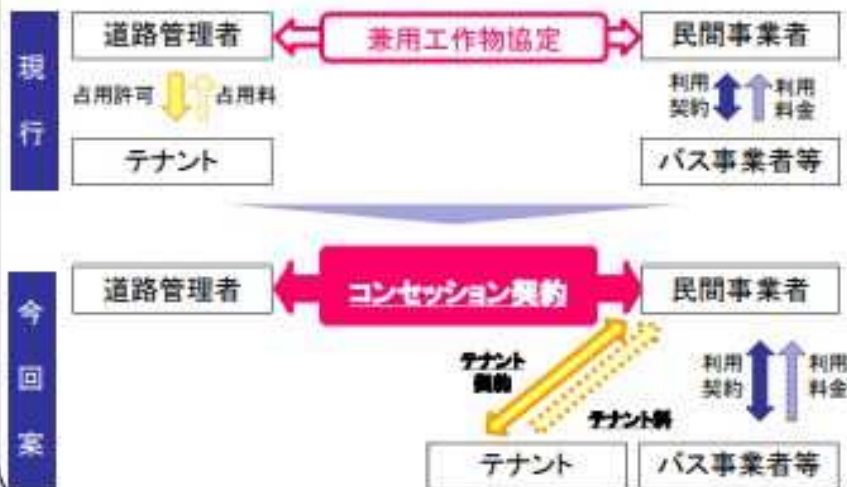 現行
道路管理者
兼用工作物協定
民間事業者
占用許可
占用料
利用
契約
利用
料金
テナント
バス事業者等
今回案
道路管理者
コンセッション契約
民間事業者
テナント
契約
テナント料
利用
契約
利用
料金
テナント
バス事業者等